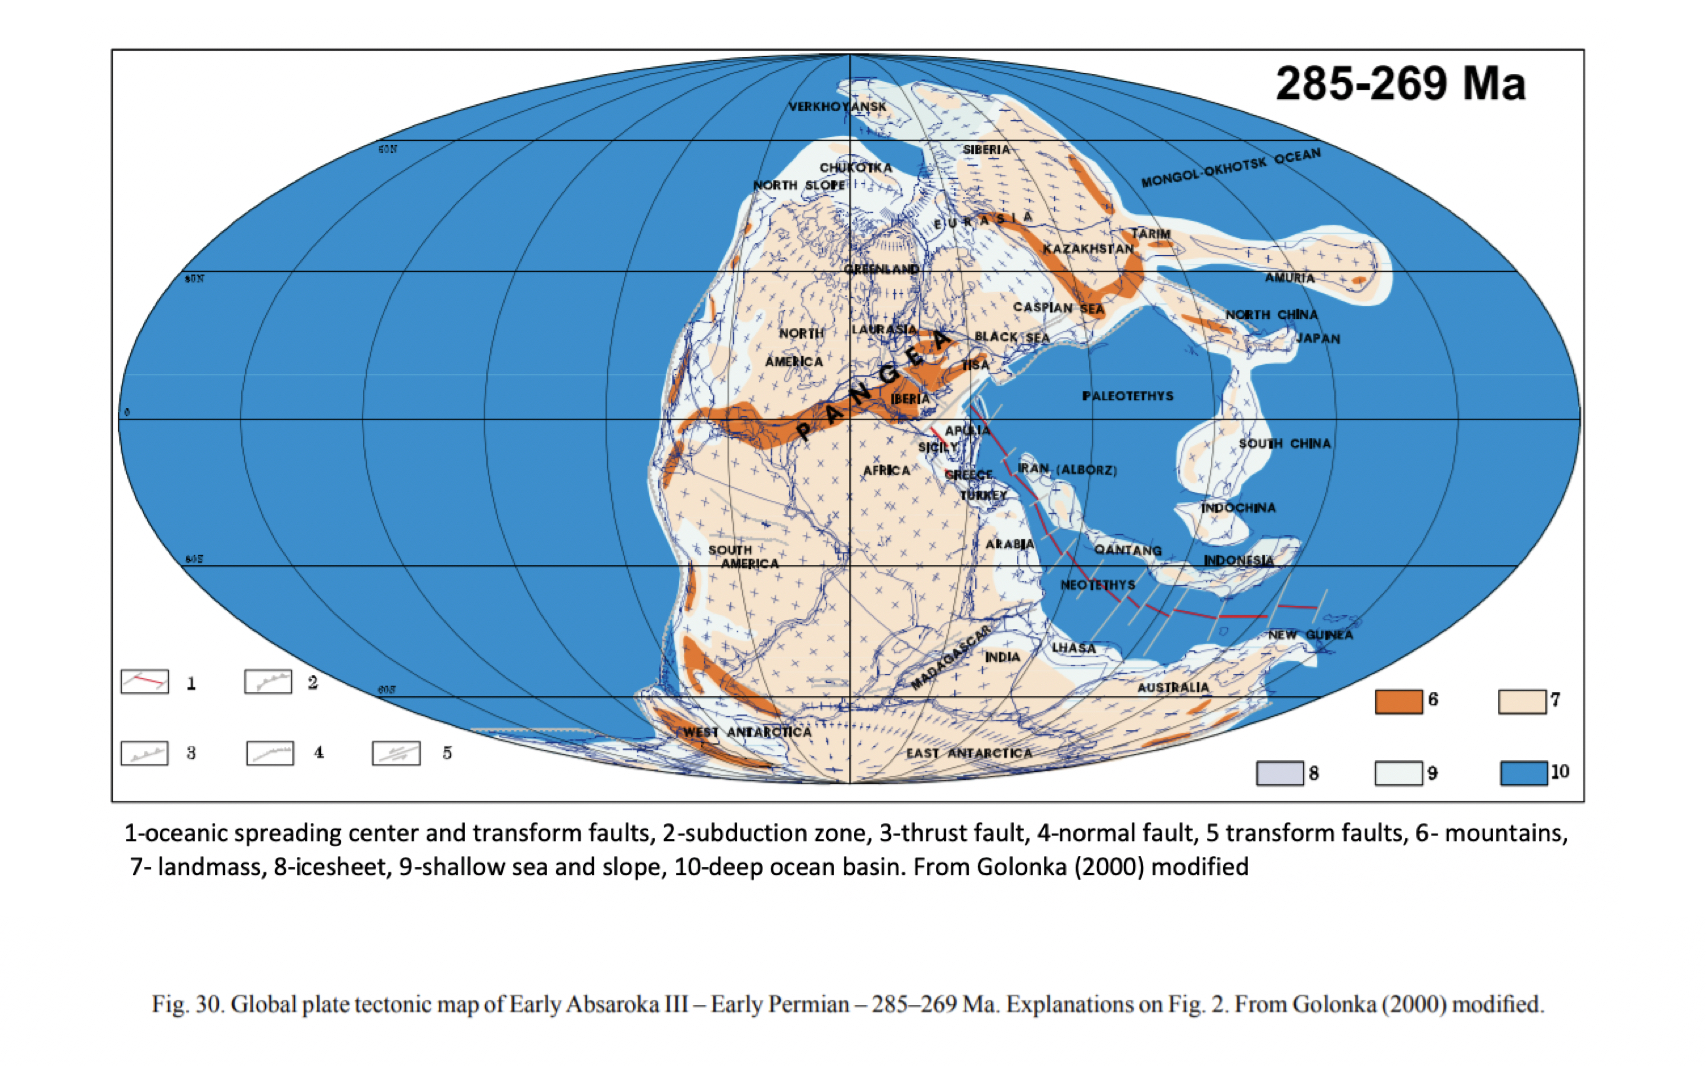 285-269 Ma
VERKHOYANSK
60N
SIBERIA
MONGOL-OKHOTSK OCEAN
CHUKOTKA
NORTH SLOPE
EURASIA
TARIM
KAZAKHSTAN
GREENLAND
AMURIA
CASPIAN SEA
NORTH CHINA
NORTH
AMERICA
LAURASIA
BLACK SEA
JAPAN
PANGEA
TISA
IBERIA
PALEOTETHYS
0
APULIA
SICILY
SOUTH CHINA
AFRICA
GREECE
IRAN (ALBORZ)
TURKEY
INDOCHINA
SOUTH
AMERICA
ARABIA
QANTANG
INDONESIA
NEOTETHYS
MADAGASCAR
INDIA
LHASA
NEW GUINEA
60S
AUSTRALIA
WEST ANTARCTICA
EAST ANTARCTICA
1
2
3
4
5
6
7
8
9
10
1-oceanic spreading center and transform faults, 2-subduction zone, 3-thrust fault, 4-normal fault, 5 transform faults, 6- mountains,
7- landmass, 8-icesheet, 9-shallow sea and slope, 10-deep ocean basin. From Golonka (2000) modified
Fig. 30. Global plate tectonic map of Early Absaroka III – Early Permian – 285–269 Ma. Explanations on Fig. 2. From Golonka (2000) modified.